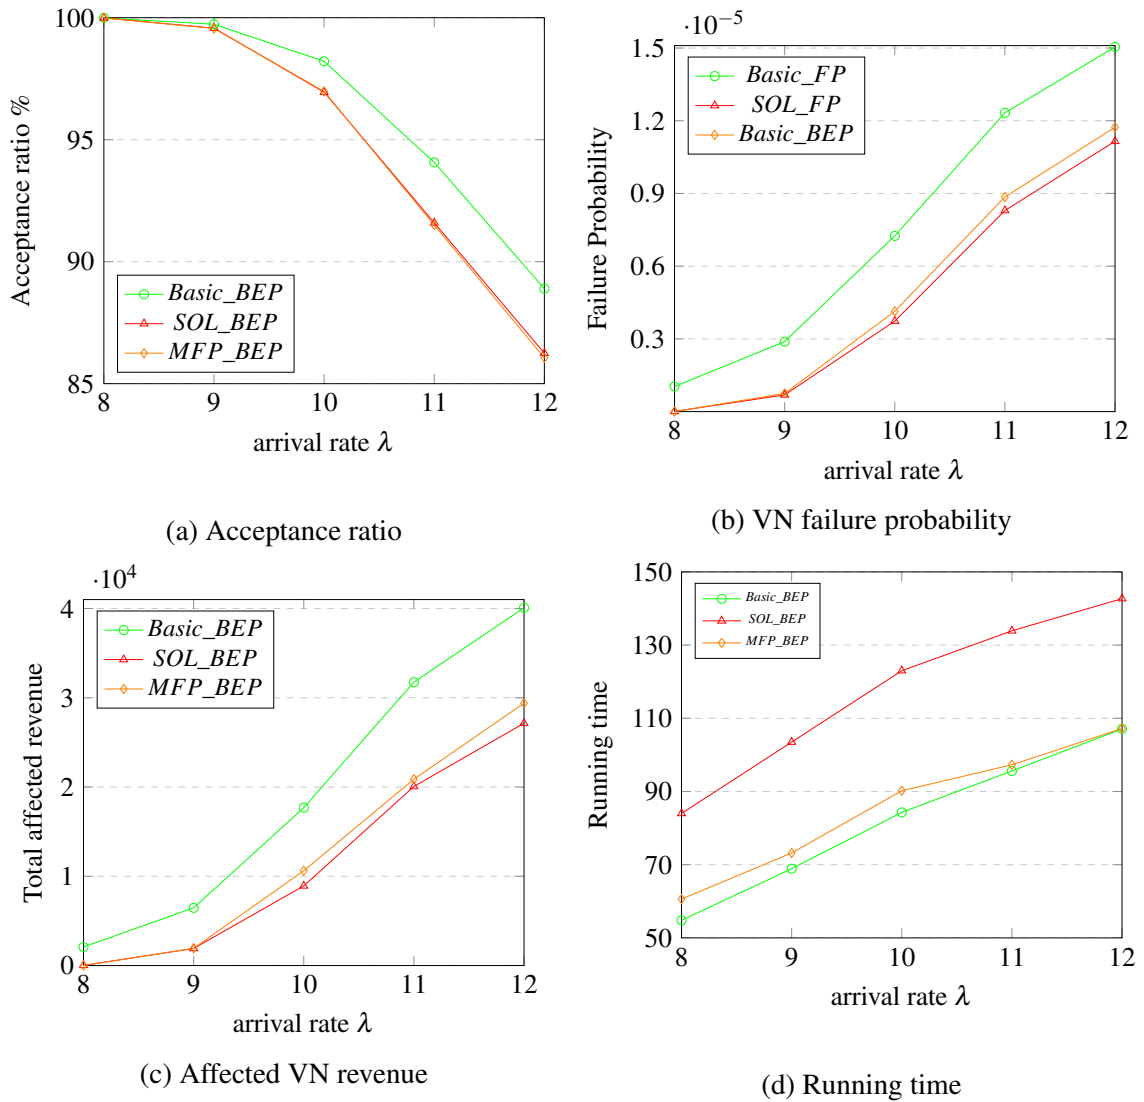 100
95
90
85
8 9 10 11 12
Acceptance ratio %
arrival rate λ
Basic_BEP
SOL_BEP
MFP_BEP
(a) Acceptance ratio
·10−5
1.5
1.2
0.9
0.6
0.3
8 9 10 11 12
Failure Probability
arrival rate λ
Basic_FP
SOL_FP
Basic_BEP
(b) VN failure probability
·104
4
3
2
1
0
8 9 10 11 12
Total affected revenue
arrival rate λ
Basic_BEP
SOL_BEP
MFP_BEP
(c) Affected VN revenue
150
130
110
90
70
50
8 9 10 11 12
Running time
arrival rate λ
Basic_BEP
SOL_BEP
MFP_BEP
(d) Running time